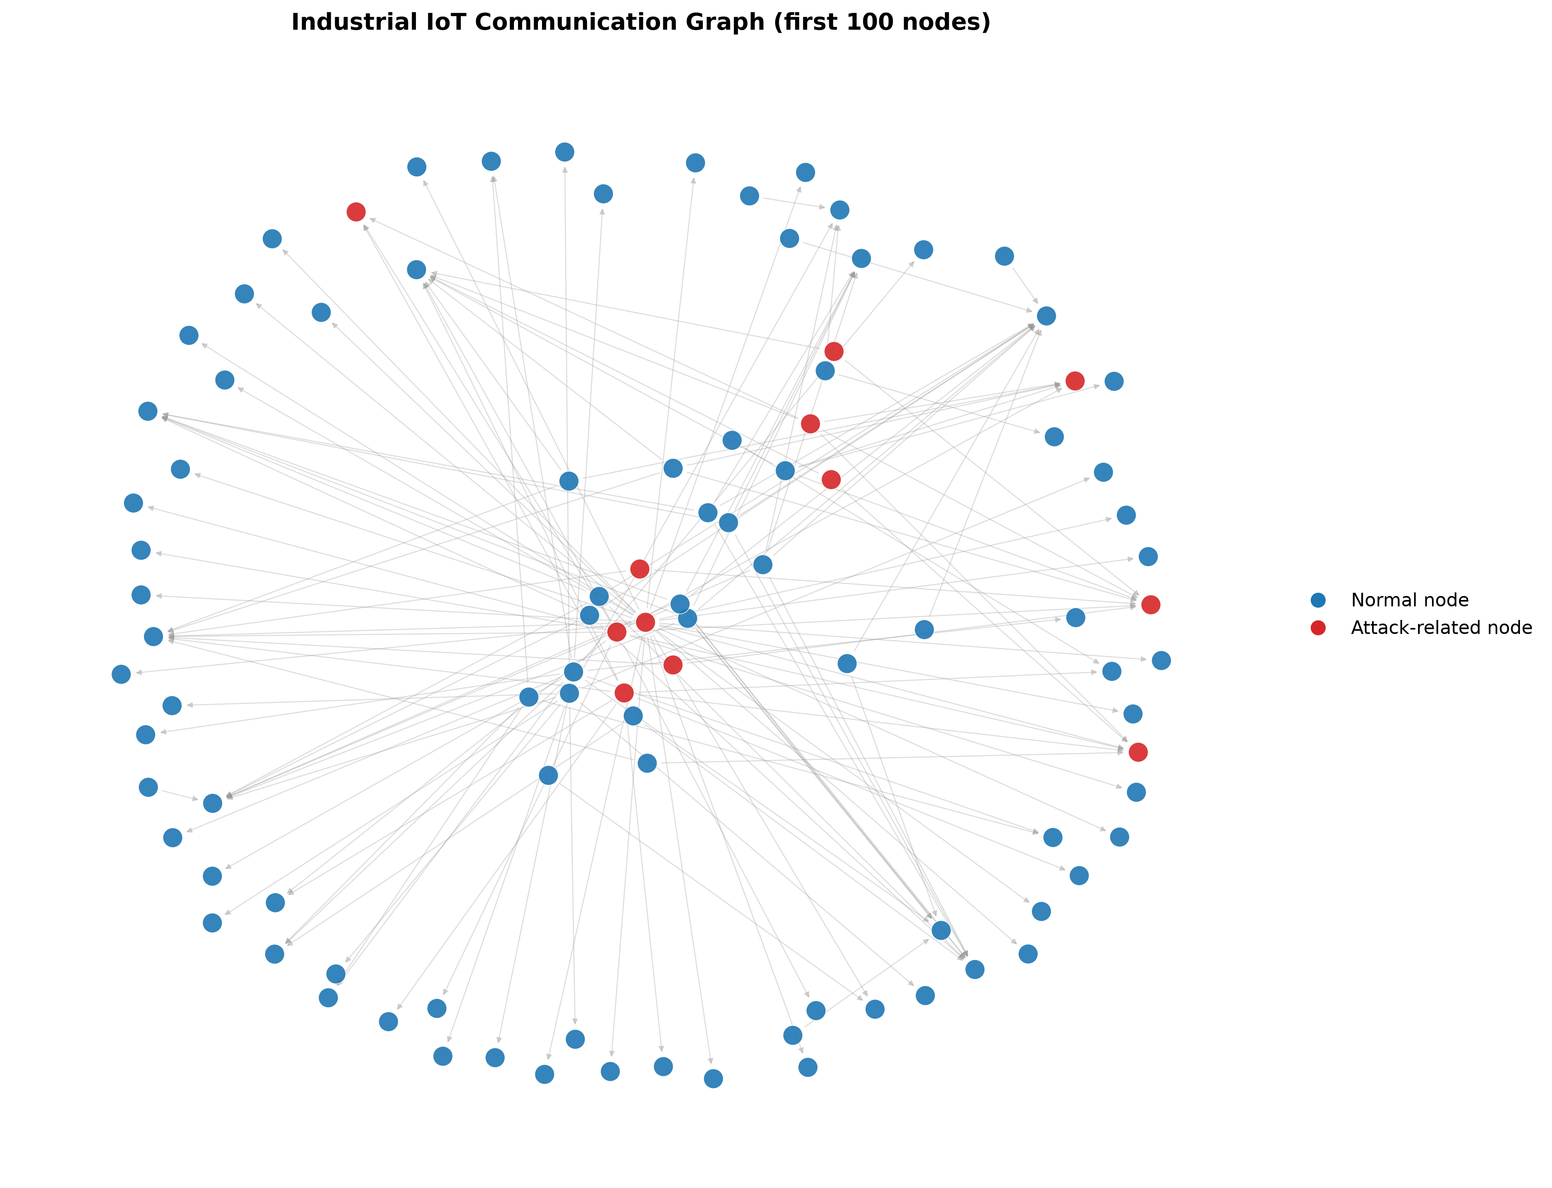 Industrial IoT Communication Graph (first 100 nodes)
Normal node
Attack-related node